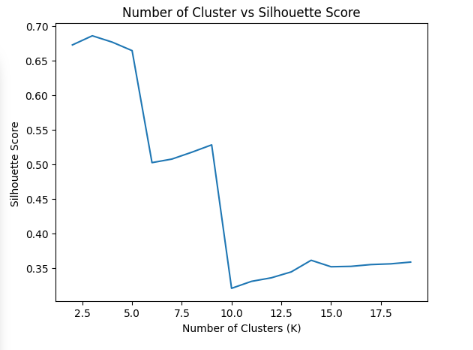 Number of Cluster vs Silhouette Score
0.70
0.65
0.60
0.55
0.50
0.45
0.40
0.35
Silhouette Score
2.5 5.0 7.5 10.0 12.5 15.0 17.5
Number of Clusters (K)